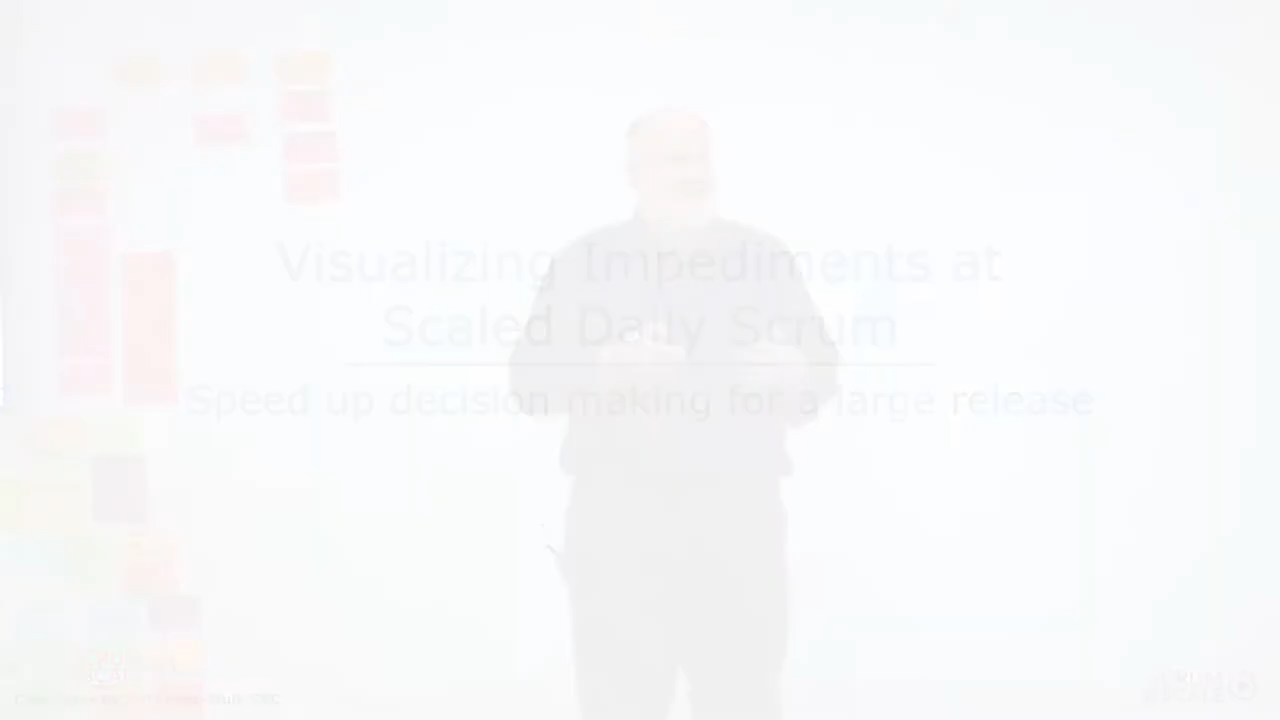 Visualizing Impediments at
Scaled Daily Scrum
Speed up decision making for a large release